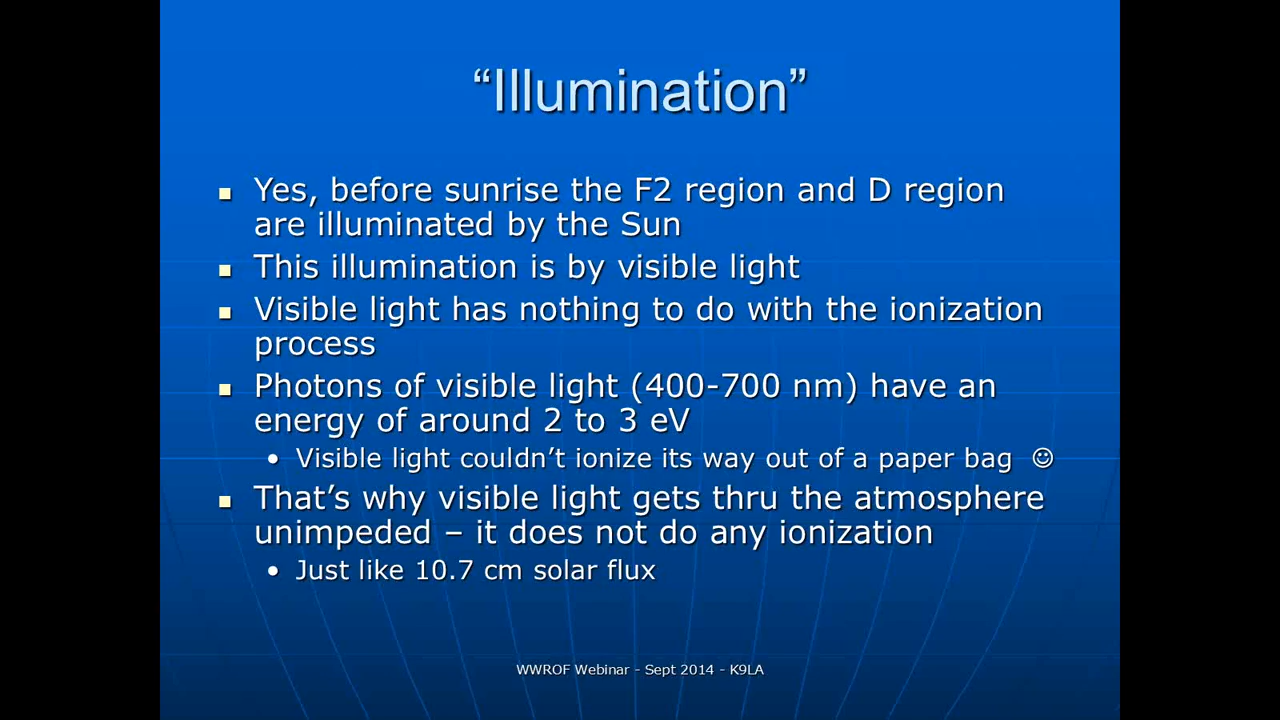 “Illumination”
Yes, before sunrise the F2 region and D region
are illuminated by the Sun
This illumination is by visible light
Visible light has nothing to do with the ionization
process
Photons of visible light (400-700 nm) have an
energy of around 2 to 3 eV
• Visible light couldn’t ionize its way out of a paper bag ☺
That’s why visible light gets thru the atmosphere
unimpeded – it does not do any ionization
• Just like 10.7 cm solar flux
WWROF Webinar - Sept 2014 - K9LA